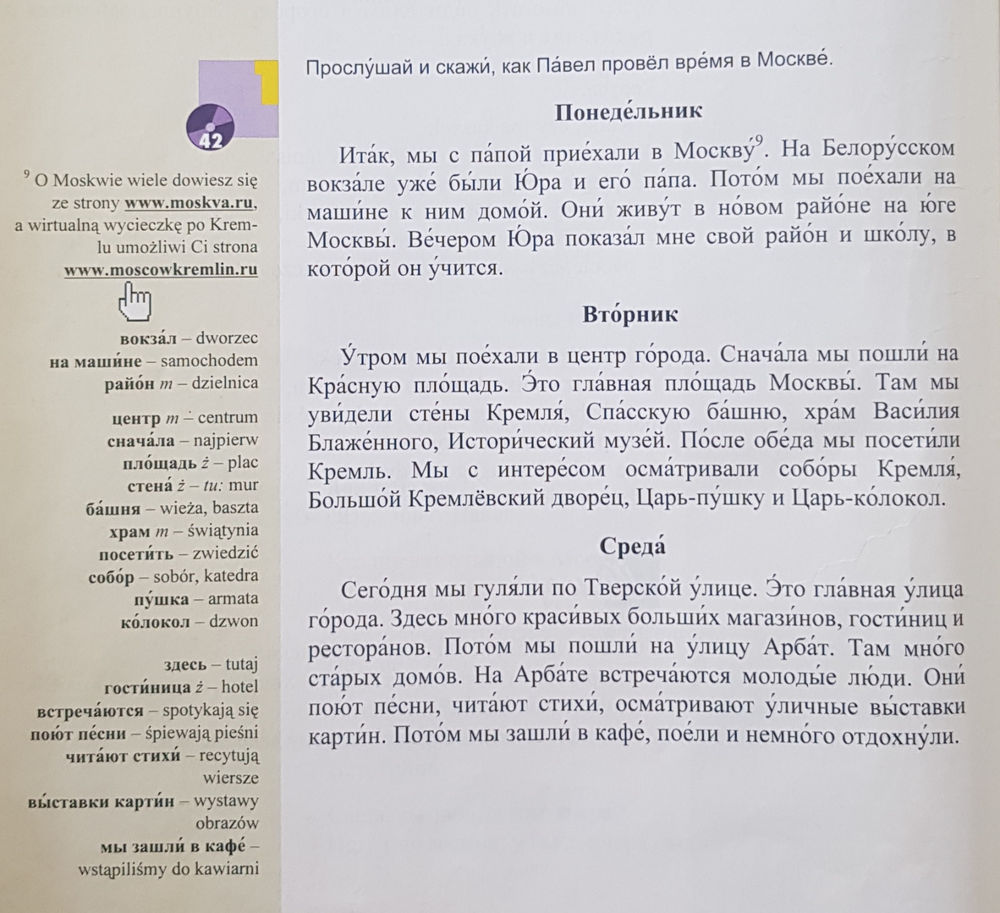 42
⁹ O Moskwie wiele dowiesz się
ze strony www.moskva.ru,
a wirtualną wycieczkę po Krem-
lu umożliwi Ci strona
www.moscowkremlin.ru
вокза́л – dworzec
на маши́не – samochodem
райо́н m – dzielnica
центр m – centrum
снача́ла – najpierw
пло́щадь ż – plac
стена́ ż – tu: mur
ба́шня – wieża, baszta
храм m – świątynia
посети́ть – zwiedzić
собо́р – sobór, katedra
пу́шка – armata
ко́локол – dzwon
здесь – tutaj
гости́ница ż – hotel
встреча́ются – spotykają się
пою́т пе́сни – śpiewają pieśni
чита́ют стихи́ – recytują
wiersze
вы́ставки карти́н – wystawy
obrazów
мы зашли́ в кафе́ –
wstąpiliśmy do kawiarni
Прослу́шай и скажи́, как Па́вел провёл вре́мя в Москве́.
Понеде́льник
Ита́к, мы с па́пой прие́хали в Москву́⁹. На Белору́сском
вокза́ле уже́ бы́ли Ю́ра и его́ па́па. Пото́м мы пое́хали на
маши́не к ним домо́й. Они́ живу́т в но́вом райо́не на ю́ге
Москвы́. Ве́чером Ю́ра показа́л мне свой райо́н и шко́лу, в
кото́рой он у́чится.
Вто́рник
У́тром мы пое́хали в центр го́рода. Снача́ла мы пошли́ на
Кра́сную пло́щадь. Э́то гла́вная пло́щадь Москвы́. Там мы
уви́дели сте́ны Кремля́, Спа́сскую ба́шню, хра́м Васи́лия
Блаже́нного, Истори́ческий музе́й. По́сле обе́да мы посети́ли
Кремль. Мы с интере́сом осма́тривали собо́ры Кремля́,
Большо́й Кремлёвский дворе́ц, Царь-пу́шку и Царь-ко́локол.
Среда́
Сего́дня мы гуля́ли по Тверско́й у́лице. Э́то гла́вная у́лица
го́рода. Здесь мно́го краси́вых больши́х магази́нов, гости́ниц и
рестора́нов. Пото́м мы пошли́ на у́лицу Арба́т. Там мно́го
ста́рых домо́в. На Арба́те встреча́ются молоды́е лю́ди. Они́
пою́т пе́сни, чита́ют стихи́, осма́тривают у́личные вы́ставки
карти́н. Пото́м мы зашли́ в кафе́, пое́ли и немно́го отдохну́ли.